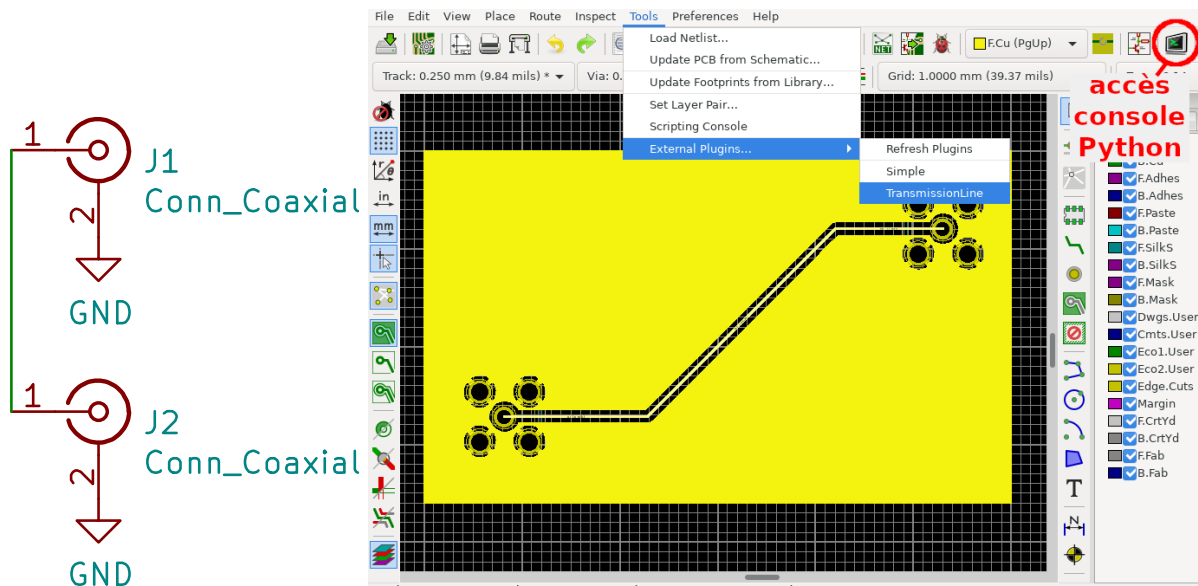 1
J1
Conn_Coaxial
2
GND
1
J2
Conn_Coaxial
2
GND
File Edit View Place Route Inspect Tools Preferences Help
NET
F.Cu (PgUp)
Track: 0.250 mm (9.84 mils) *
Via: 0.
Grid: 1.0000 mm (39.37 mils)
Load Netlist...
Update PCB from Schematic...
Update Footprints from Library...
Set Layer Pair...
Scripting Console
External Plugins...
Refresh Plugins
Simple
TransmissionLine
accès
console
Python
in
mm
B.Cu
F.Adhes
B.Adhes
F.Paste
B.Paste
F.SilkS
B.SilkS
F.Mask
B.Mask
Dwgs.User
Cmts.User
Eco1.User
Eco2.User
Edge.Cuts
Margin
F.CrtYd
B.CrtYd
F.Fab
B.Fab
T
N